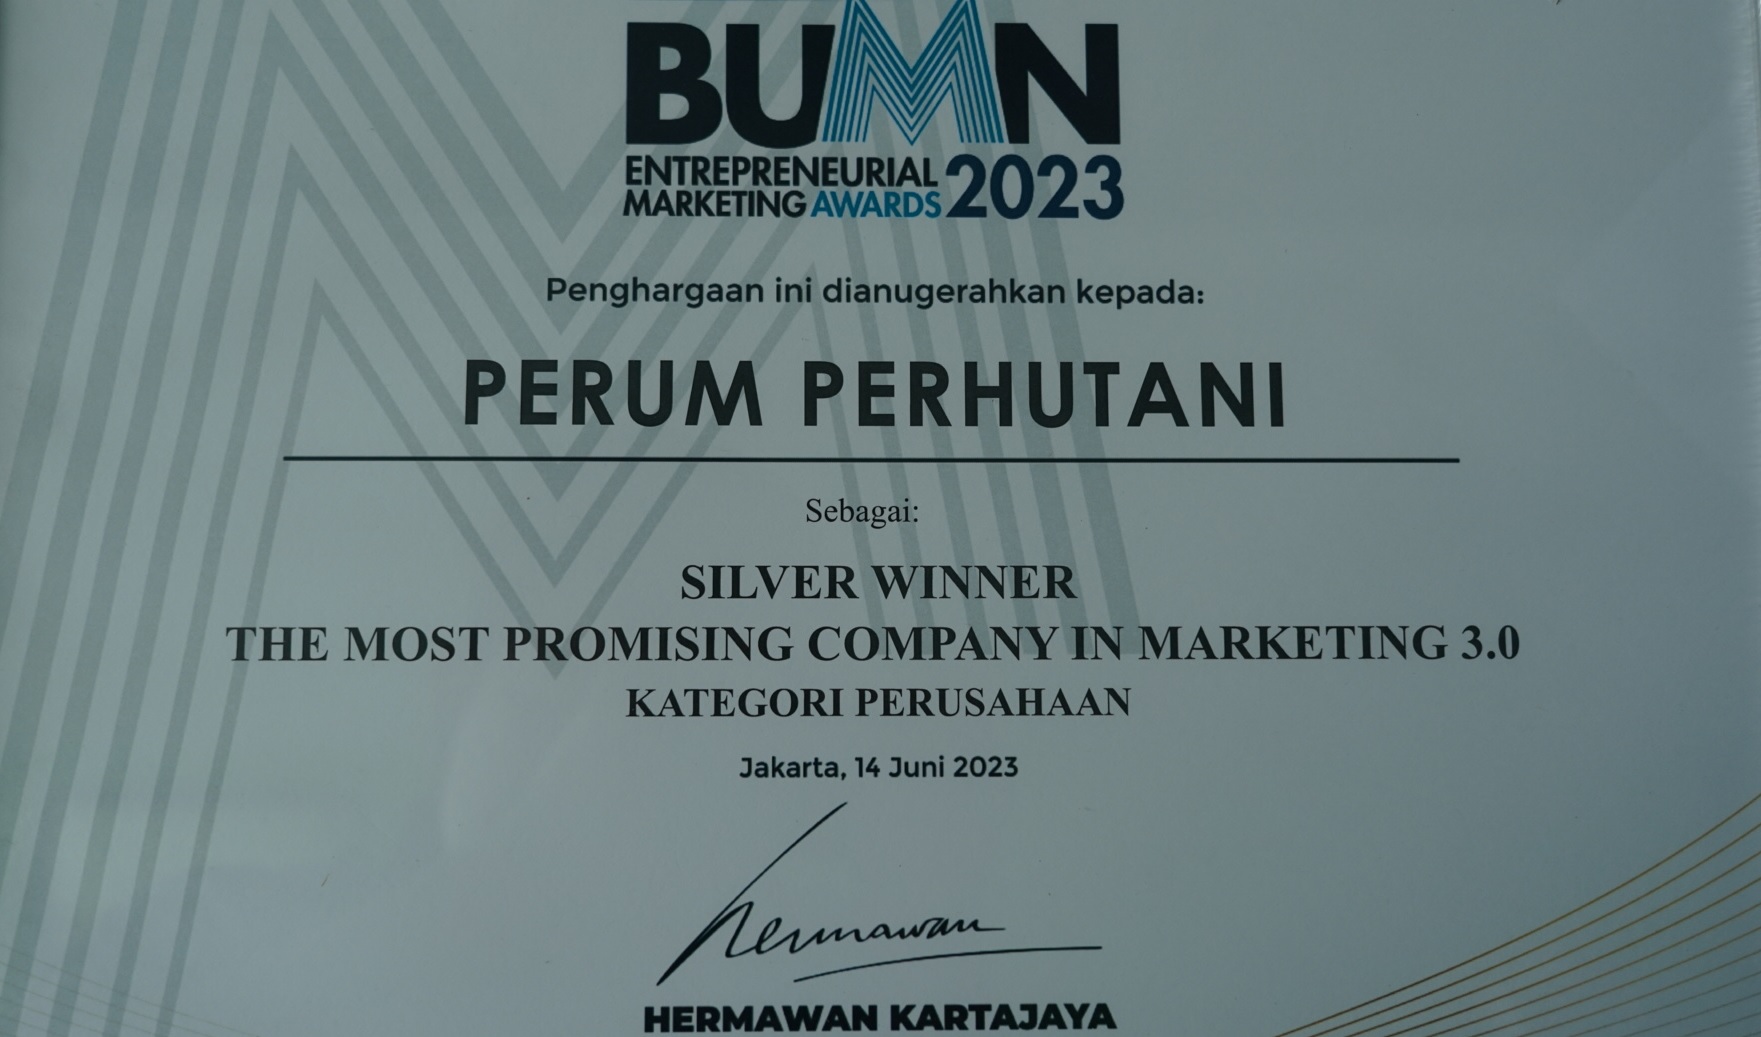 BUMN
ENTREPRENEURIAL
MARKETING AWARDS 2023
Penghargaan ini dianugerahkan kepada:
PERUM PERHUTANI
Sebagai:
SILVER WINNER
THE MOST PROMISING COMPANY IN MARKETING 3.0
KATEGORI PERUSAHAAN
Jakarta, 14 Juni 2023
Hermawan
HERMAWAN KARTAJAYA